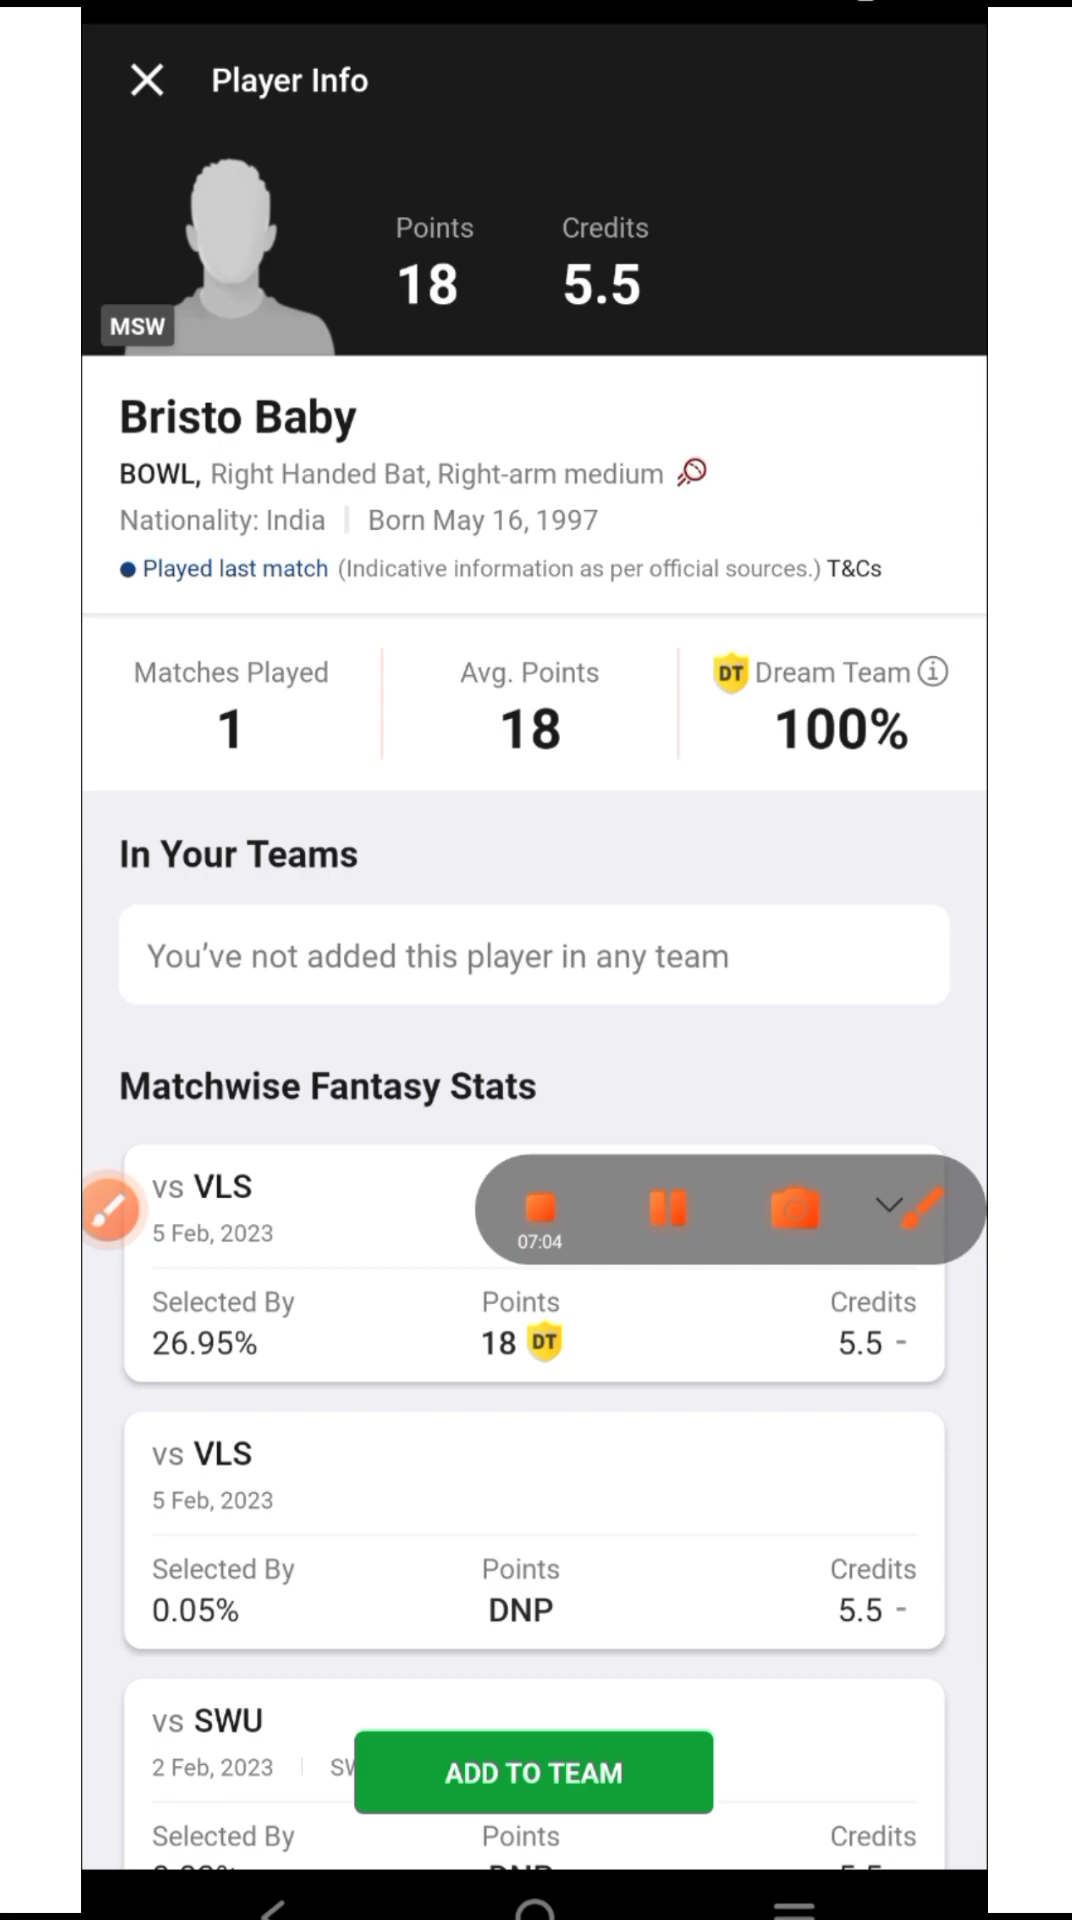 Player Info
Points Credits
18 5.5
MSW
Bristo Baby
BOWL, Right Handed Bat, Right-arm medium
Nationality: India | Born May 16, 1997
Played last match (Indicative information as per official sources.) T&Cs
Matches Played Avg. Points DT Dream Team
1 18 100%
In Your Teams
You’ve not added this player in any team
Matchwise Fantasy Stats
vs VLS
5 Feb, 2023
07:04
Selected By Points Credits
26.95% 18 DT 5.5 -
vs VLS
5 Feb, 2023
Selected By Points Credits
0.05% DNP 5.5 -
vs SWU
2 Feb, 2023
ADD TO TEAM
Selected By Points Credits
DNP 5.5